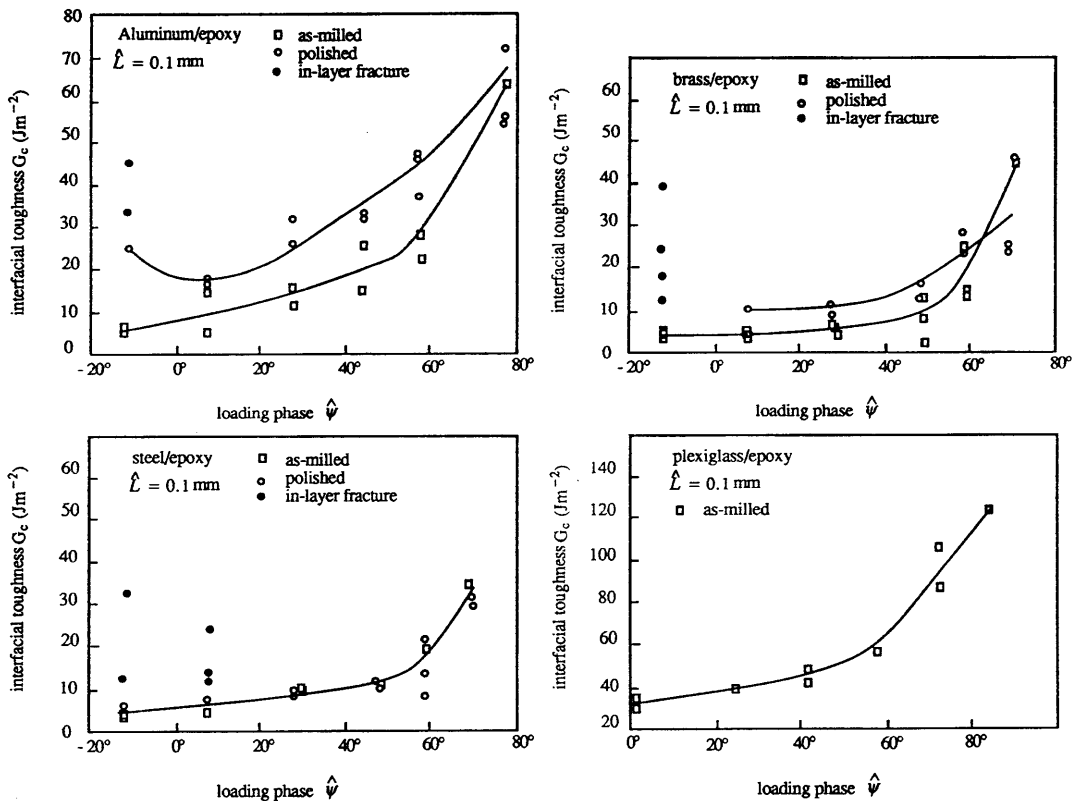 Aluminum/epoxy
L̂ = 0.1 mm
as-milled
polished
in-layer fracture
interfacial toughness G_c (Jm⁻²)
80
70
60
50
40
30
20
10
0
-20° 0° 20° 40° 60° 80°
loading phase ψ̂
brass/epoxy
L̂ = 0.1 mm
as-milled
polished
in-layer fracture
interfacial toughness G_c (Jm⁻²)
60
50
40
30
20
10
0
-20° 0° 20° 40° 60° 80°
loading phase ψ̂
steel/epoxy
L̂ = 0.1 mm
as-milled
polished
in-layer fracture
interfacial toughness G_c (Jm⁻²)
60
50
40
30
20
10
0
-20° 0° 20° 40° 60° 80°
loading phase ψ̂
plexiglass/epoxy
L̂ = 0.1 mm
as-milled
interfacial toughness G_c (Jm⁻²)
140
120
100
80
60
40
20
0° 20° 40° 60° 80°
loading phase ψ̂